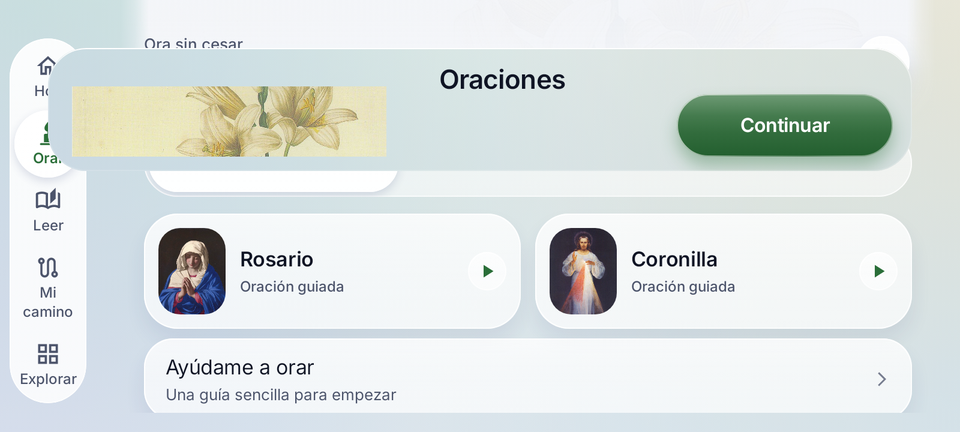 Ora sin cesar
Oraciones
Continuar
Leer
Mi
camino
Explorar
Rosario
Oración guiada
Coronilla
Oración guiada
Ayúdame a orar
Una guía sencilla para empezar